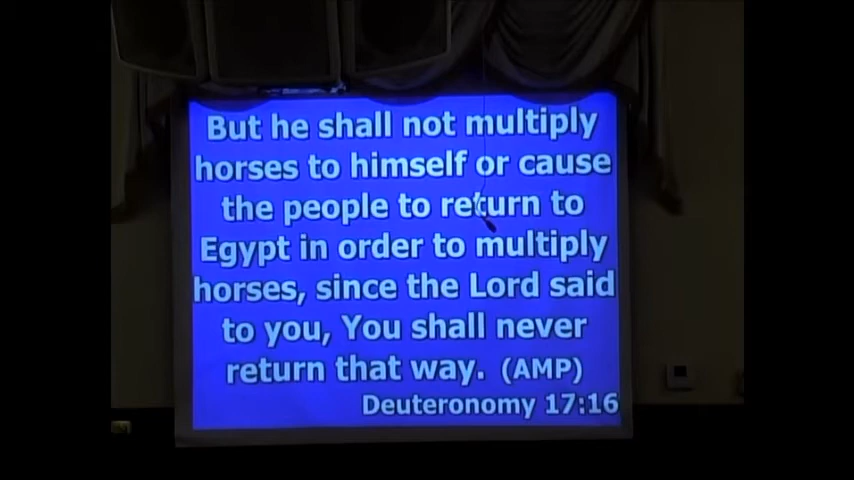 But he shall not multiply
horses to himself or cause
the people to return to
Egypt in order to multiply
horses, since the Lord said
to you, You shall never
return that way. (AMP)
Deuteronomy 17:16